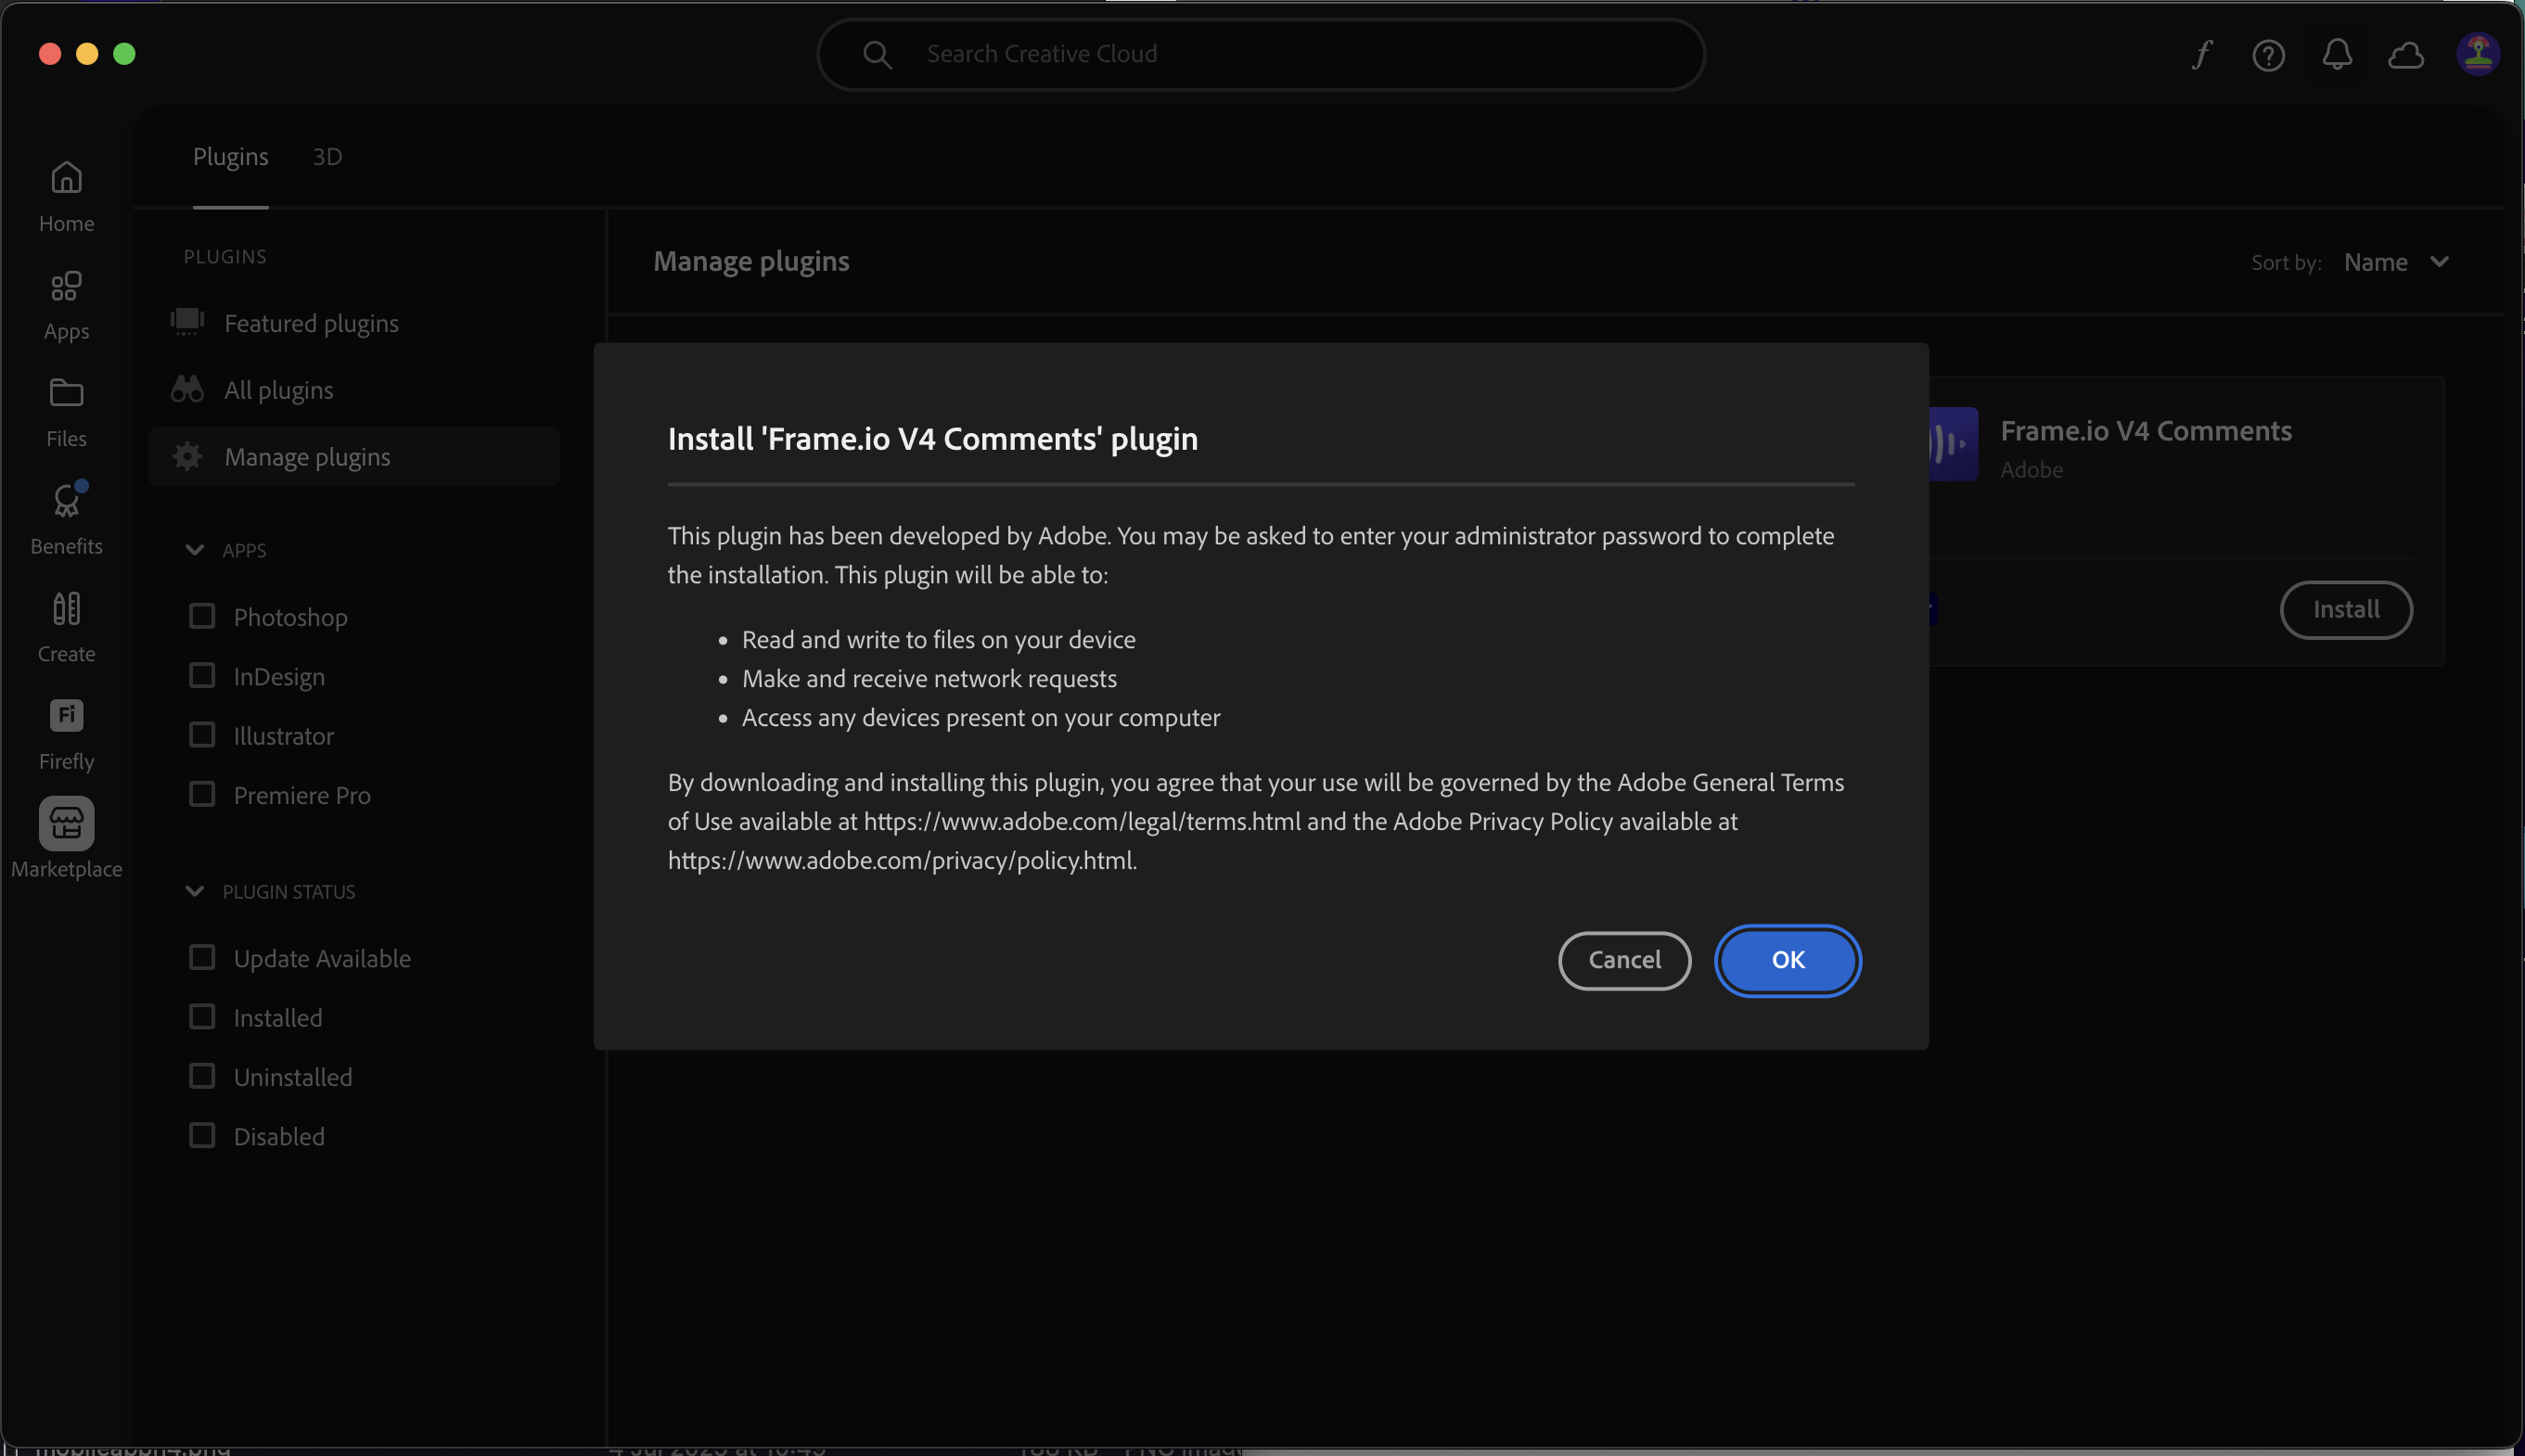 Search Creative Cloud
Home
Apps
Files
Benefits
Create
Fi
Firefly
Marketplace
Plugins 3D
PLUGINS
Featured plugins
All plugins
Manage plugins
APPS
Photoshop
InDesign
Illustrator
Premiere Pro
PLUGIN STATUS
Update Available
Installed
Uninstalled
Disabled
Manage plugins
Sort by: Name
Install 'Frame.io V4 Comments' plugin
This plugin has been developed by Adobe. You may be asked to enter your administrator password to complete
the installation. This plugin will be able to:
• Read and write to files on your device
• Make and receive network requests
• Access any devices present on your computer
By downloading and installing this plugin, you agree that your use will be governed by the Adobe General Terms
of Use available at https://www.adobe.com/legal/terms.html and the Adobe Privacy Policy available at
https://www.adobe.com/privacy/policy.html.
Cancel OK
Frame.io V4 Comments
Adobe
Install